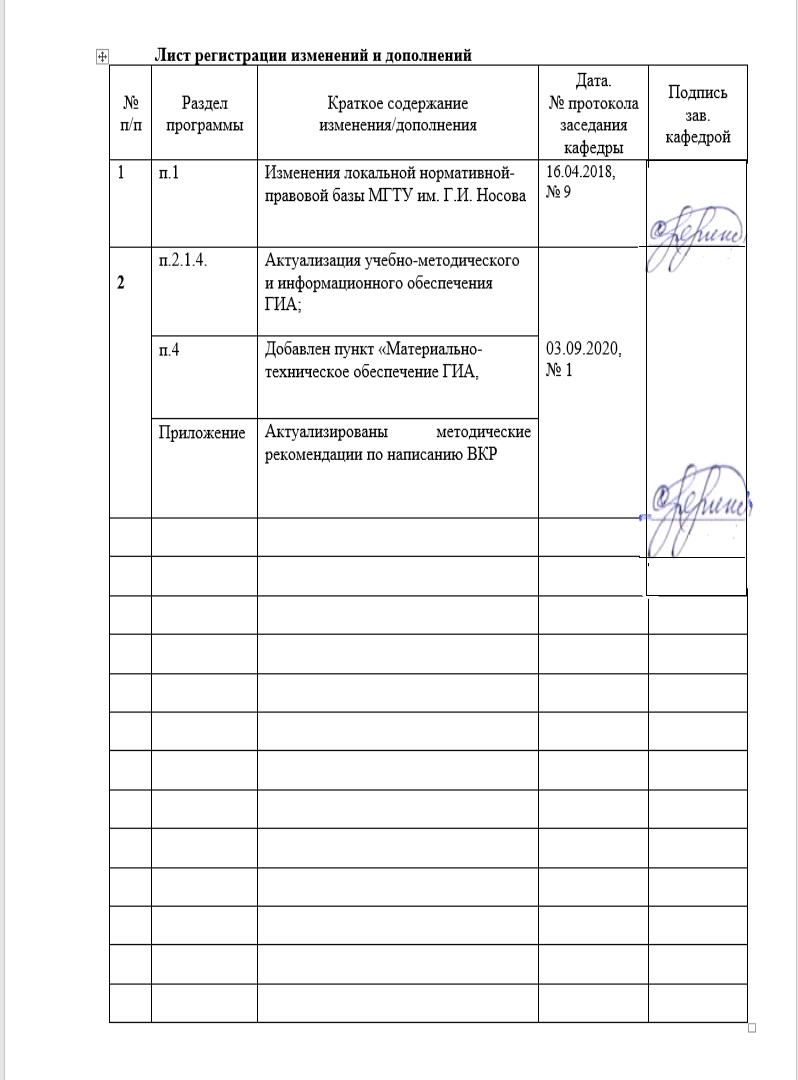 Лист регистрации изменений и дополнений
№
п/п
Раздел
программы
Краткое содержание
изменения/дополнения
Дата.
№ протокола
заседания
кафедры
Подпись
зав.
кафедрой
1
п.1
Изменения локальной нормативной-
правовой базы МГТУ им. Г.И. Носова
16.04.2018,
№ 9
2
п.2.1.4.
Актуализация учебно-методического
и информационного обеспечения
ГИА;
п.4
Добавлен пункт «Материально-
техническое обеспечение ГИА,
03.09.2020,
№ 1
Приложение
Актуализированы методические
рекомендации по написанию ВКР